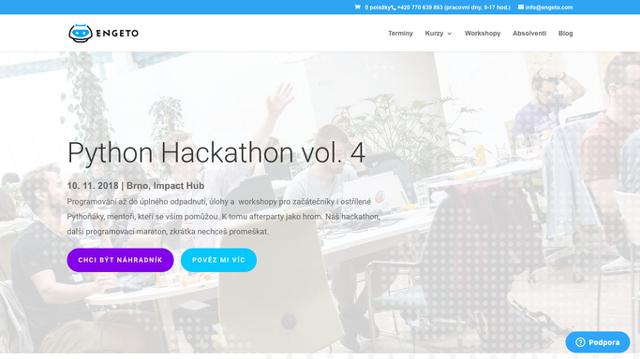 0 položky +420 770 639 863 (pracovní dny, 9-17 hod.) info@engeto.com
ENGETO
Termíny Kurzy Workshopy Absolventi Blog
Python Hackathon vol. 4
10. 11. 2018 | Brno, Impact Hub
Programování až do úplného odpadnutí, úlohy a workshopy pro začátečníky i ostřílené
Pythoňáky, mentoři, kteří se vším pomůžou. K tomu afterparty jako hrom. Náš hackathon,
další programovací maraton, zkrátka nechceš promeškat.
CHCI BÝT NÁHRADNÍK POVĚZ MI VÍC
Podpora